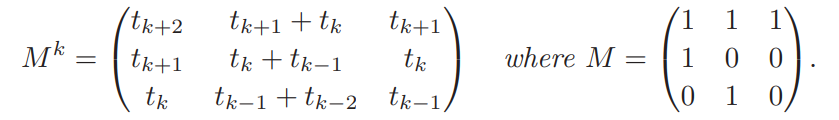 M^k = \begin{pmatrix} t_{k+2} & t_{k+1} + t_k & t_{k+1} \\ t_{k+1} & t_k + t_{k-1} & t_k \\ t_k & t_{k-1} + t_{k-2} & t_{k-1} \end{pmatrix} where M = \begin{pmatrix} 1 & 1 & 1 \\ 1 & 0 & 0 \\ 0 & 1 & 0 \end{pmatrix}.